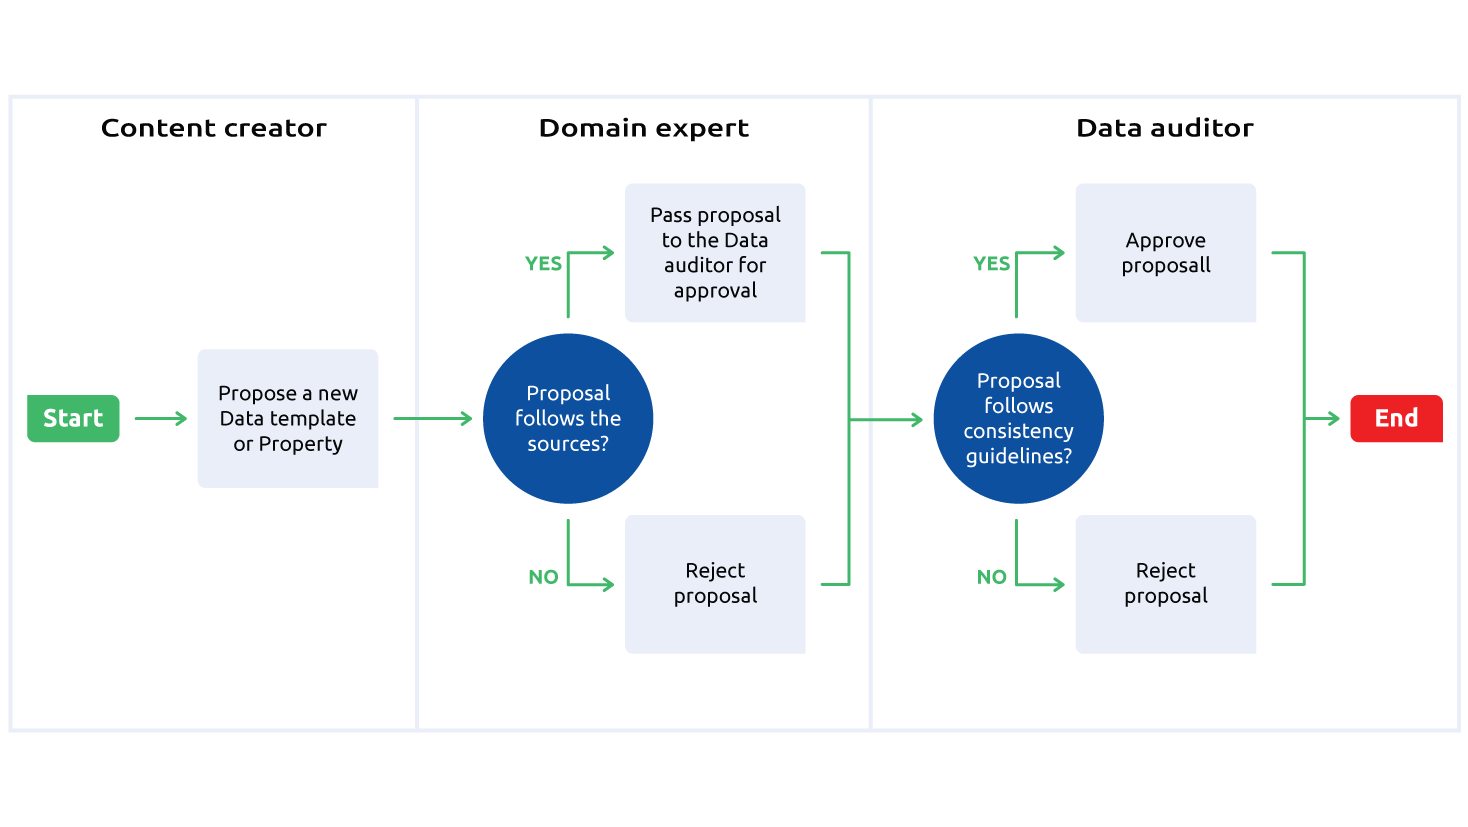 Content creator
Domain expert
Data auditor
Start
Propose a new
Data template
or Property
Proposal
follows the
sources?
YES
Pass proposal
to the Data
auditor for
approval
NO
Reject
proposal
Proposal
follows
consistency
guidelines?
YES
Approve
proposall
NO
Reject
proposal
End